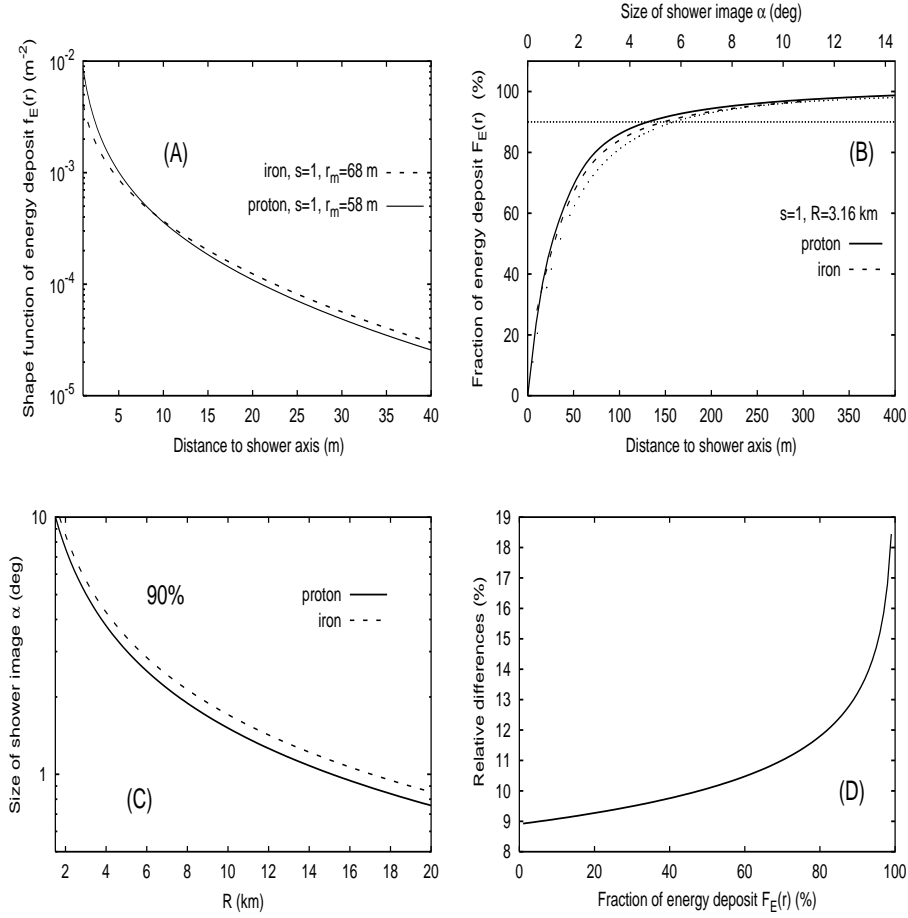 Shape function of energy deposit f_E(r) (m^-2)
10^-2
10^-3
10^-4
10^-5
(A)
iron, s=1, r_m=68 m
proton, s=1, r_m=58 m
5 10 15 20 25 30 35 40
Distance to shower axis (m)
Size of shower image α (deg)
0 2 4 6 8 10 12 14
Fraction of energy deposit F_E(r) (%)
100
80
60
40
20
0
(B)
s=1, R=3.16 km
proton
iron
0 50 100 150 200 250 300 350 400
Distance to shower axis (m)
Size of shower image α (deg)
10
1
90%
proton
iron
(C)
2 4 6 8 10 12 14 16 18 20
R (km)
Relative differences (%)
19
18
17
16
15
14
13
12
11
10
9
8
(D)
0 20 40 60 80 100
Fraction of energy deposit F_E(r) (%)